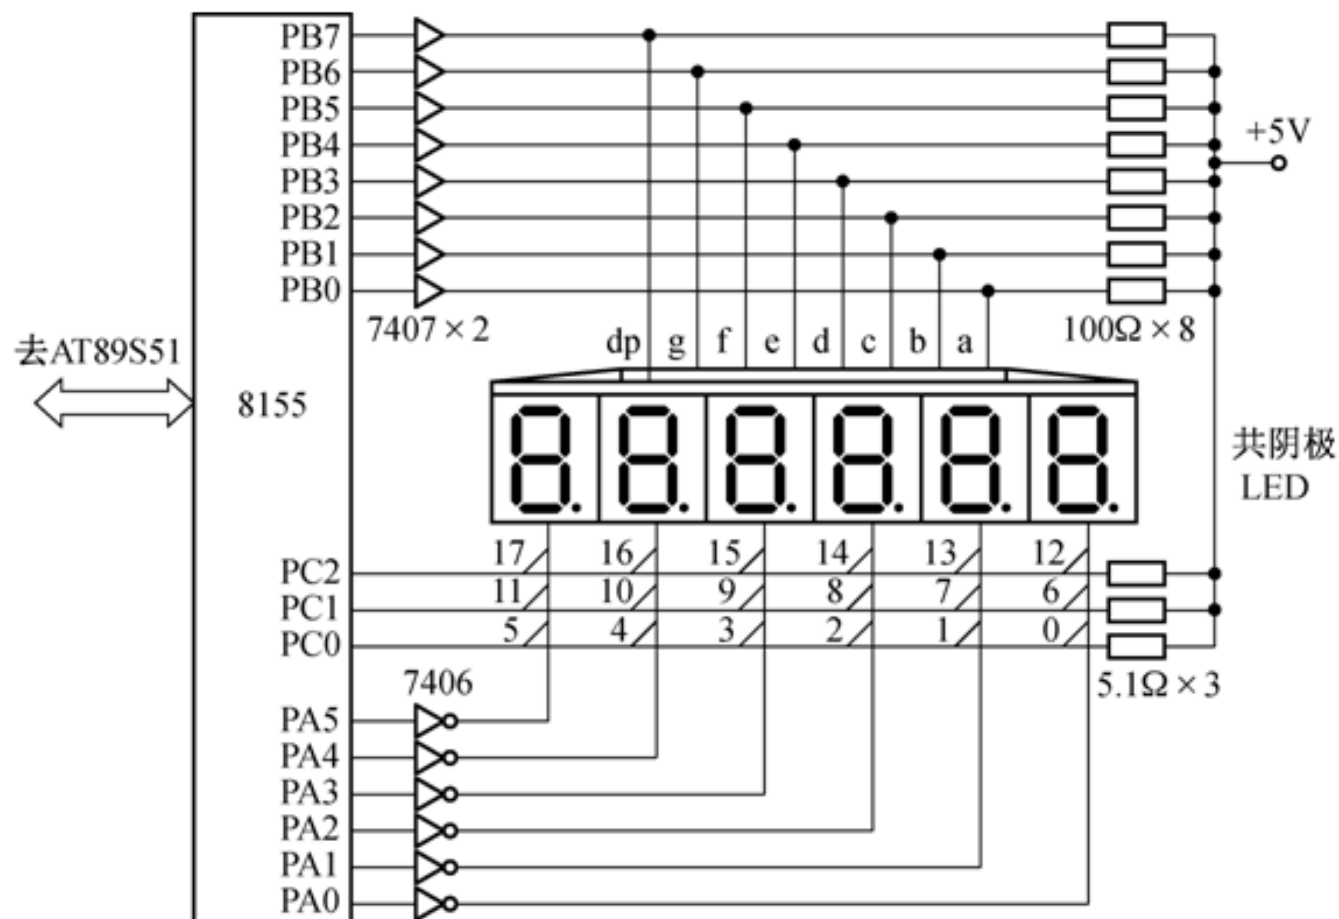 PB7
PB6
PB5
PB4
+5V
PB3
PB2
PB1
PB0
7407 × 2
dp g f e d c b a
100Ω × 8
去AT89S51
8155
共阴极
LED
17 16 15 14 13 12
PC2
11 10 9 8 7 6
PC1
5 4 3 2 1 0
PC0
7406
5.1Ω × 3
PA5
PA4
PA3
PA2
PA1
PA0